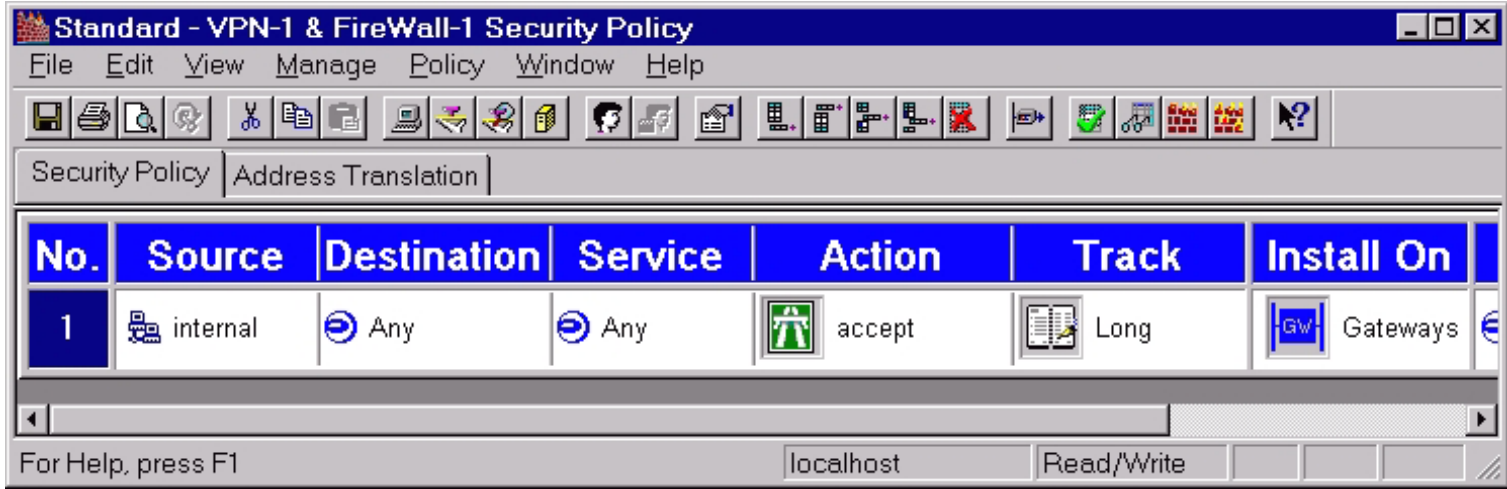 Standard - VPN-1 & FireWall-1 Security Policy
File Edit View Manage Policy Window Help
Security Policy Address Translation
No. Source Destination Service Action Track Install On
1 internal Any Any accept Long GW Gateways
For Help, press F1 localhost Read/Write